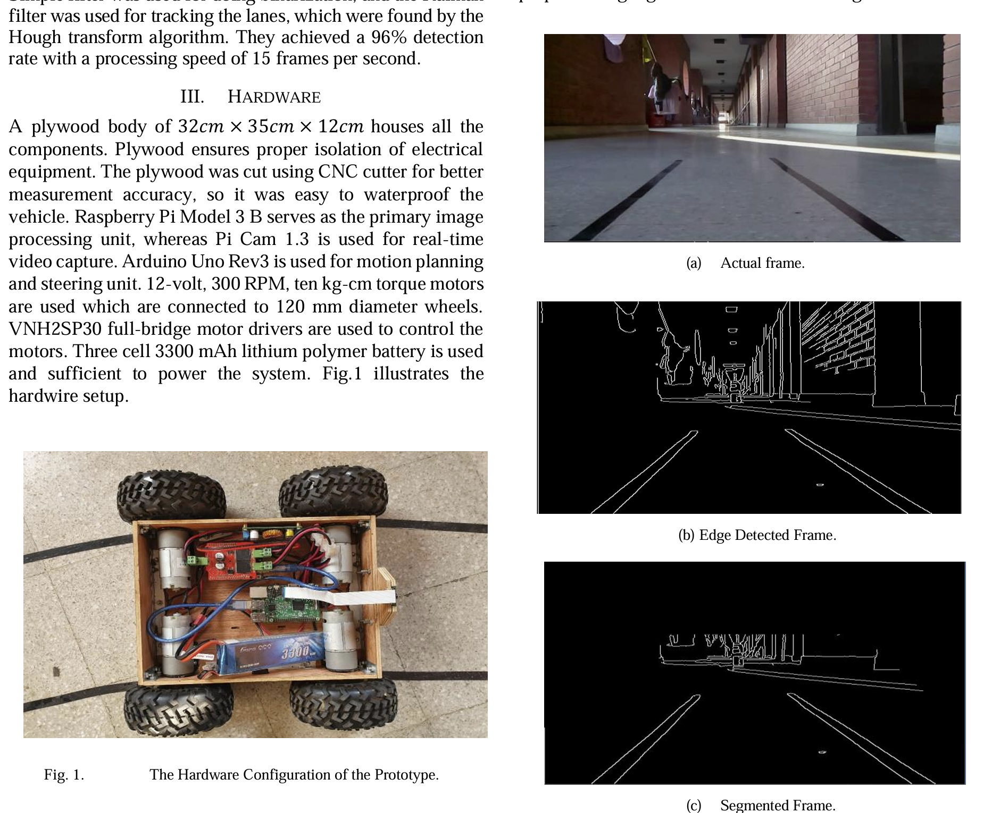 filter was used for tracking the lanes, which were found by the
Hough transform algorithm. They achieved a 96% detection
rate with a processing speed of 15 frames per second.
III. HARDWARE
A plywood body of 32cm × 35cm × 12cm houses all the
components. Plywood ensures proper isolation of electrical
equipment. The plywood was cut using CNC cutter for better
measurement accuracy, so it was easy to waterproof the
vehicle. Raspberry Pi Model 3 B serves as the primary image
processing unit, whereas Pi Cam 1.3 is used for real-time
video capture. Arduino Uno Rev3 is used for motion planning
and steering unit. 12-volt, 300 RPM, ten kg-cm torque motors
are used which are connected to 120 mm diameter wheels.
VNH2SP30 full-bridge motor drivers are used to control the
motors. Three cell 3300 mAh lithium polymer battery is used
and sufficient to power the system. Fig.1 illustrates the
hardwire setup.
3300
Fig. 1. The Hardware Configuration of the Prototype.
(a) Actual frame.
(b) Edge Detected Frame.
(c) Segmented Frame.